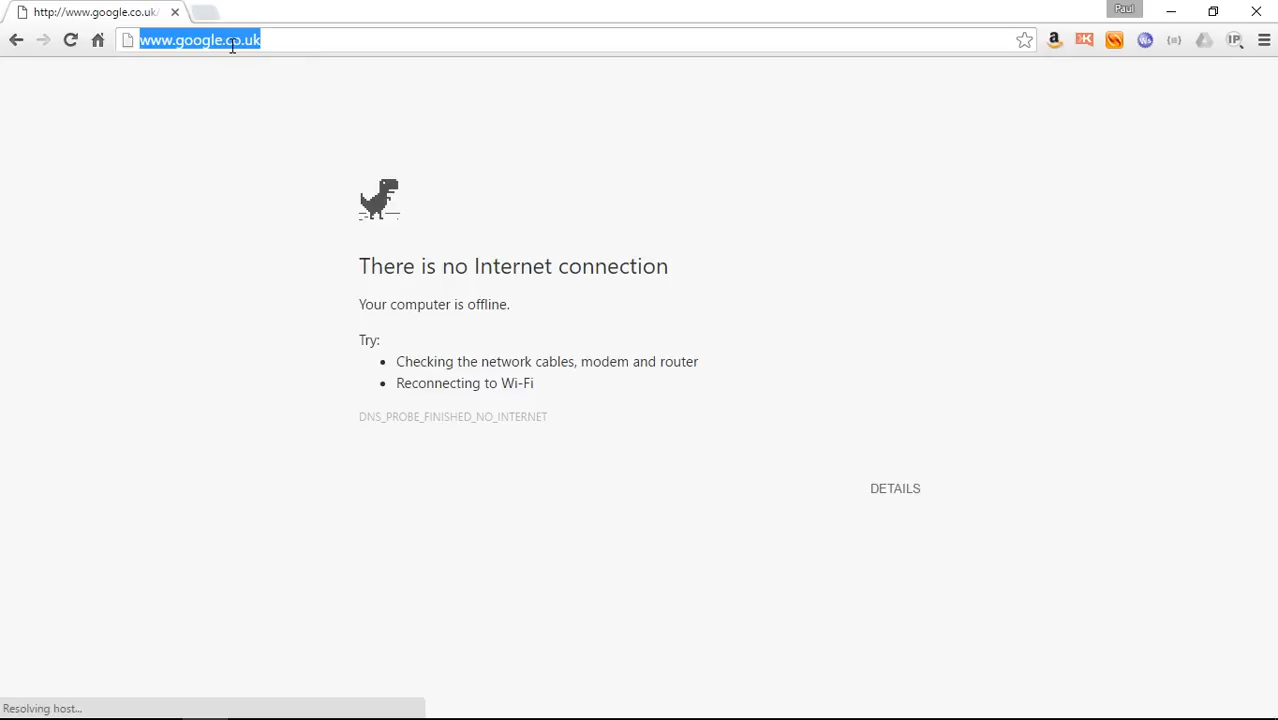 http://www.google.co.uk/
Paul
www.google.co.uk
There is no Internet connection
Your computer is offline.
Try:
Checking the network cables, modem and router
Reconnecting to Wi-Fi
DNS_PROBE_FINISHED_NO_INTERNET
DETAILS
Resolving host...